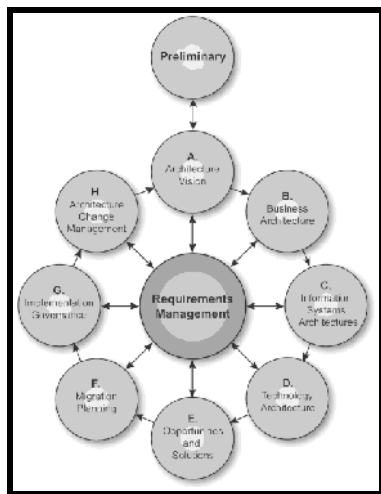 Preliminary
A.
Architecture
Vision
B.
Business
Architecture
C.
Information
Systems
Architectures
D.
Technology
Architecture
E.
Opportunities
and
Solutions
F.
Migration
Planning
G.
Implementation
Governance
H.
Architecture
Change
Management
Requirements
Management